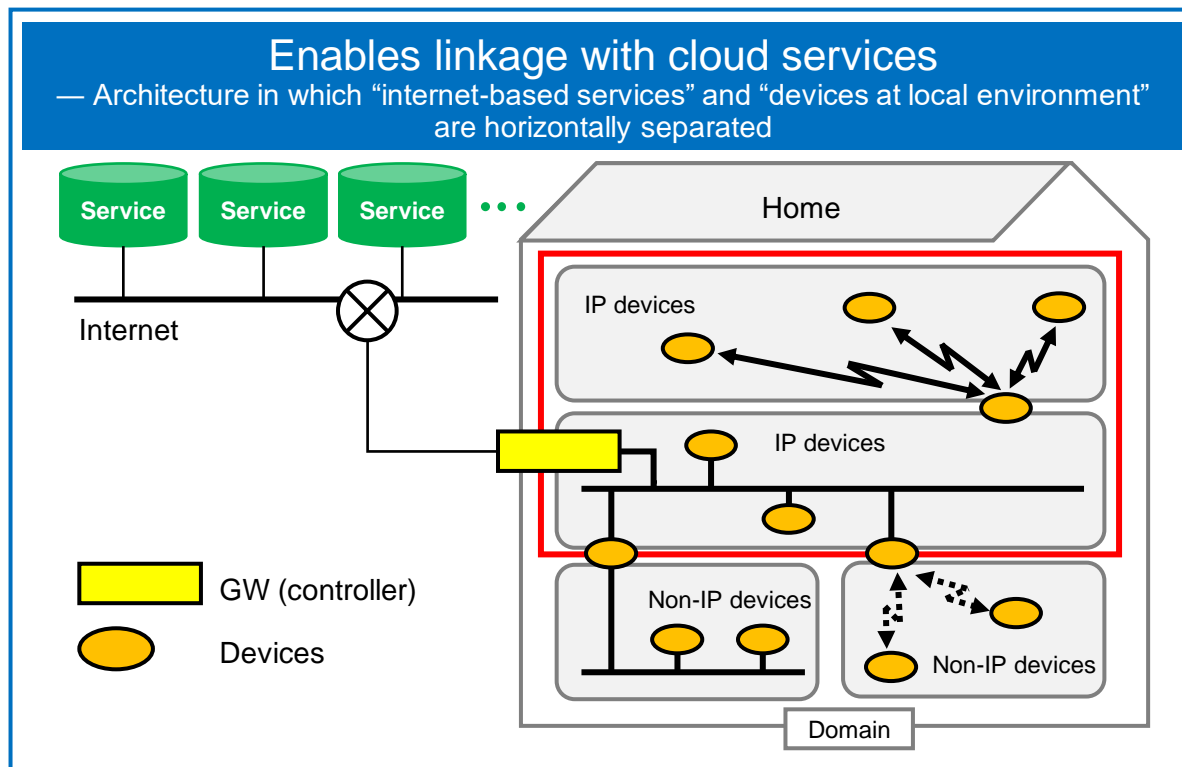 Enables linkage with cloud services
— Architecture in which “internet-based services” and “devices at local environment”
are horizontally separated
Service
Service
Service
Home
IP devices
Internet
IP devices
GW (controller)
Non-IP devices
Devices
Non-IP devices
Domain